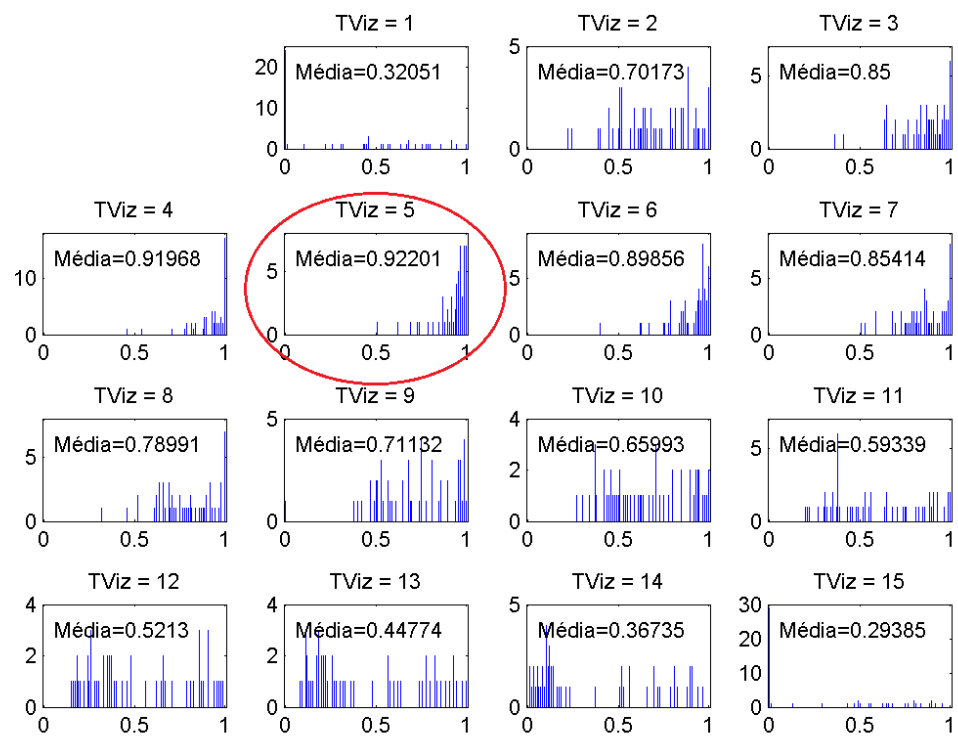 TViz = 1
20
10
0
Média=0.32051
0 0.5 1
TViz = 2
5
0
Média=0.70173
0 0.5 1
TViz = 3
5
0
Média=0.85
0 0.5 1
TViz = 4
10
0
Média=0.91968
0 0.5 1
TViz = 5
5
0
Média=0.92201
0 0.5 1
TViz = 6
5
0
Média=0.89856
0 0.5 1
TViz = 7
5
0
Média=0.85414
0 0.5 1
TViz = 8
5
0
Média=0.78991
0 0.5 1
TViz = 9
5
0
Média=0.71132
0 0.5 1
TViz = 10
4
2
0
Média=0.65993
0 0.5 1
TViz = 11
5
0
Média=0.59339
0 0.5 1
TViz = 12
4
2
0
Média=0.5213
0 0.5 1
TViz = 13
4
2
0
Média=0.44774
0 0.5 1
TViz = 14
5
0
Média=0.36735
0 0.5 1
TViz = 15
30
20
10
0
Média=0.29385
0 0.5 1